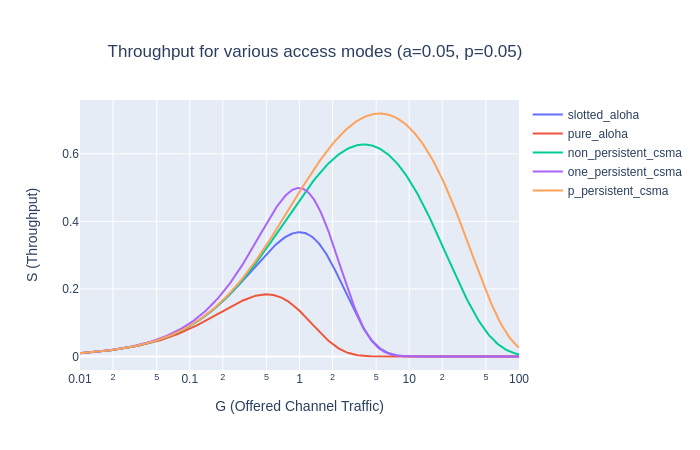 Throughput for various access modes (a=0.05, p=0.05)
slotted_aloha
pure_aloha
non_persistent_csma
one_persistent_csma
p_persistent_csma
S (Throughput)
0.6
0.4
0.2
0
0.01 2 5 0.1 2 5 1 2 5 10 2 5 100
G (Offered Channel Traffic)